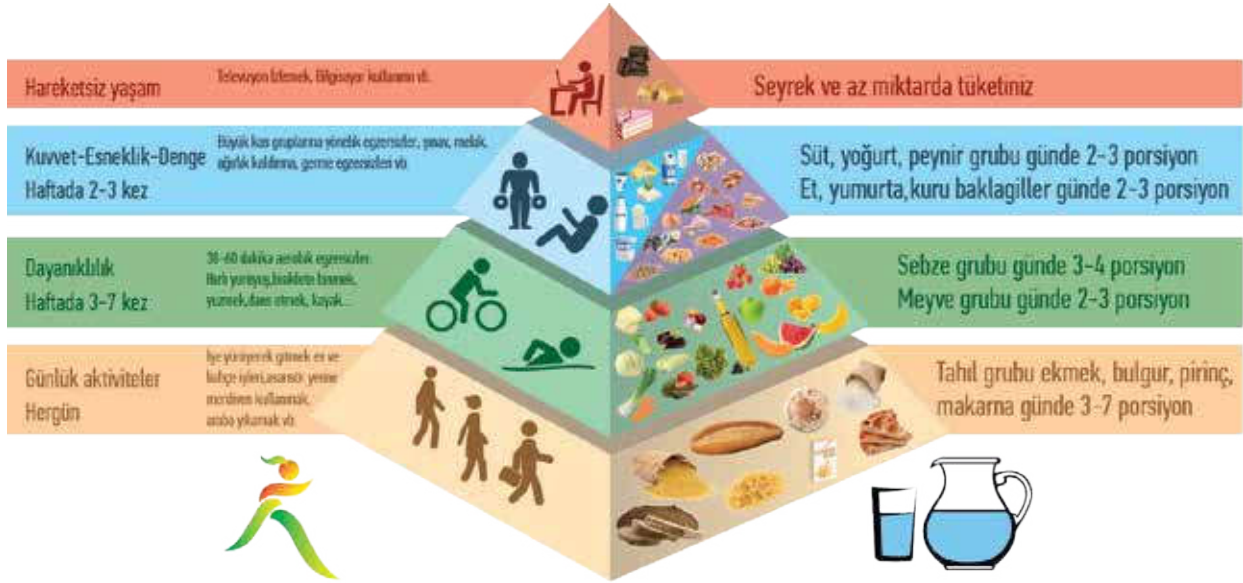 Hareketsiz yaşam
Televizyon İzlemek, Bilgisayar kullanımı vb.
Seyrek ve az miktarda tüketiniz
Kuvvet-Esneklik-Denge
Haftada 2-3 kez
Büyük kas gruplarına yönelik egzersizler, şınav, mekik,
ağırlık kaldırma, germe egzersizleri vb.
Süt, yoğurt, peynir grubu günde 2-3 porsiyon
Et, yumurta,kuru baklagiller günde 2-3 porsiyon
Dayanıklılık
Haftada 3-7 kez
30-60 dakika aerobik egzersizler.
Hızlı yürüyüş,bisiklete binmek,
yüzmek,dans etmek, kayak...
Sebze grubu günde 3-4 porsiyon
Meyve grubu günde 2-3 porsiyon
Günlük aktiviteler
Hergün
İşe yürüyerek gitmek ev ve
bahçe işleri,asansör yerine
merdiven kullanmak,
araba yıkamak vb.
Tahıl grubu ekmek, bulgur, pirinç,
makarna günde 3-7 porsiyon